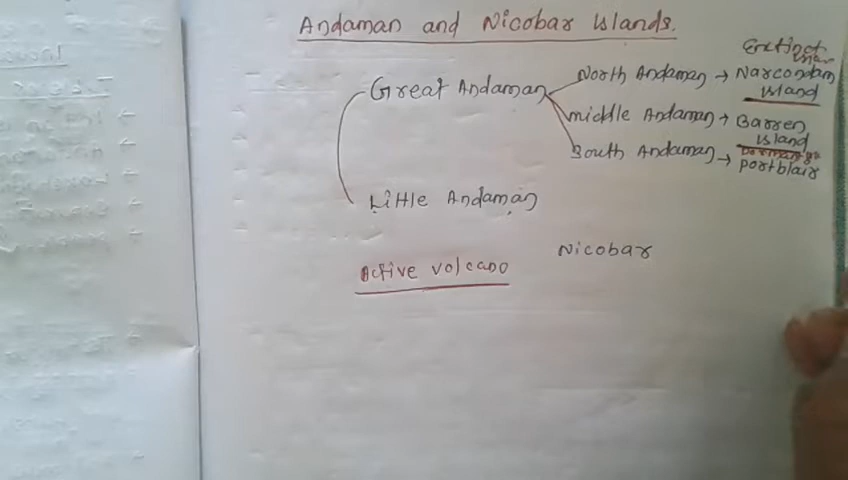 Andaman and Nicobar Islands.
Extinct
Great Andaman
North Andaman → Narcondam
island
middle Andaman → Barren
island
South Andaman → portblair
Little Andaman
Nicobar
Active volcano